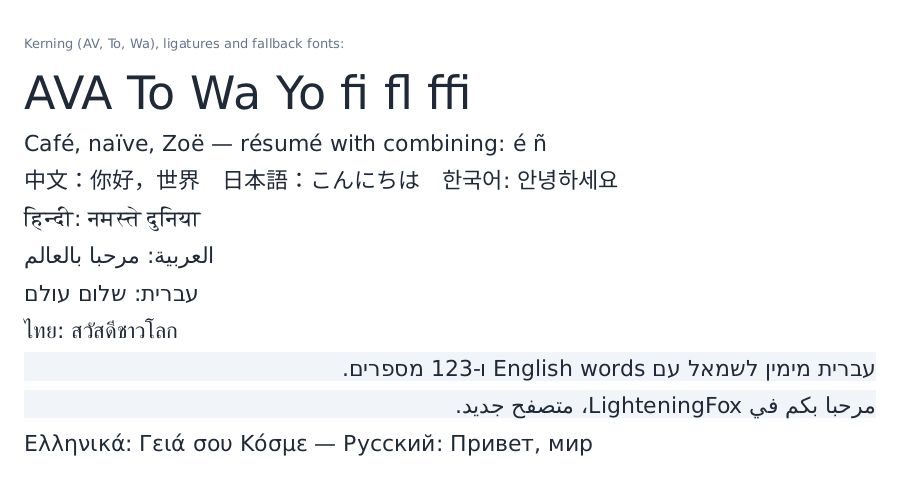 Kerning (AV, To, Wa), ligatures and fallback fonts:
AVA To Wa Yo fi fl ffi
Café, naïve, Zoë — résumé with combining: é ñ
中文：你好，世界　日本語：こんにちは　한국어: 안녕하세요
हिन्दी: नमस्ते दुनिया
العربية: مرحبا بالعالم
עברית: שלום עולם
ไทย: สวัสดีชาวโลก
עברית מימין לשמאל עם English words ו-123 מספרים.
مرحبا بكم في LighteningFox، متصفح جديد.
Ελληνικά: Γειά σου Κόσμε — Русский: Привет, мир